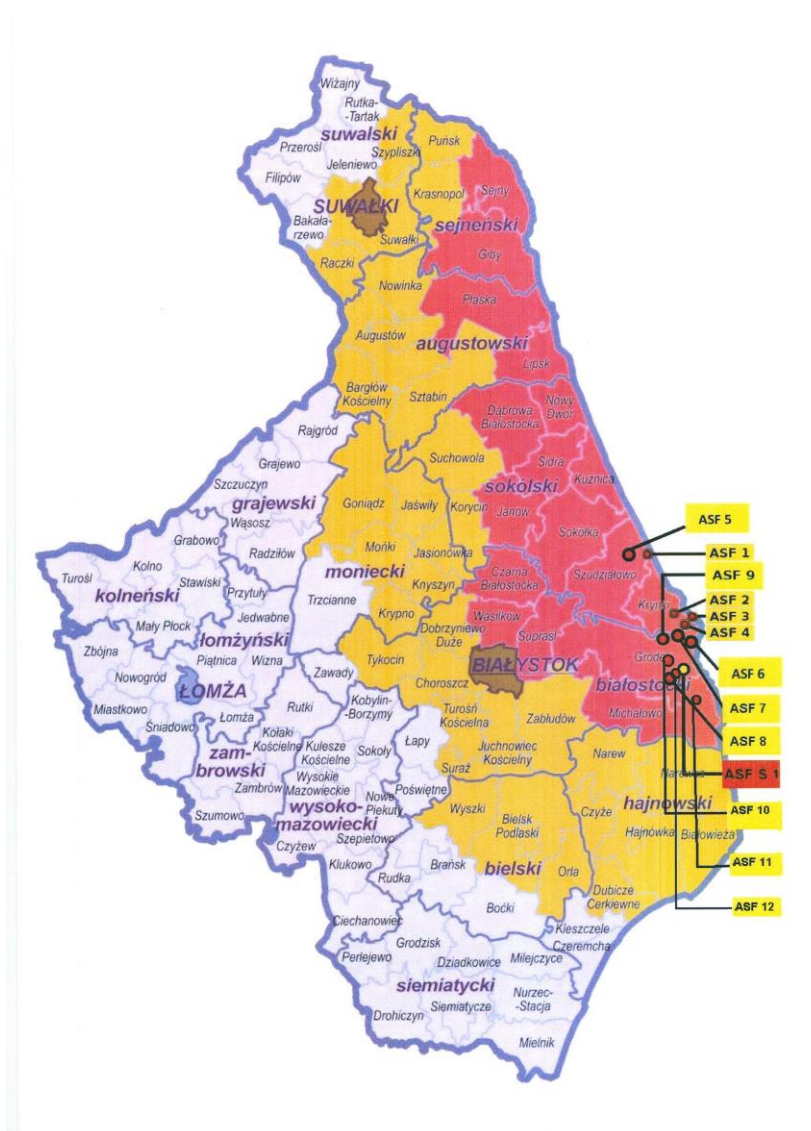 Wiżajny
Rutka-
-Tartak
suwalski
Szypliszki
Puńsk
Przerośl
Jeleniewo
Filipów
Krasnopol
Sejny
SUWAŁKI
Bakała-
rzewo
Suwałki
sejneński
Raczki
Giby
Nowinka
Płaska
Augustów
augustowski
Lipsk
Bargłów
Kościelny
Sztabin
Dąbrowa
Białostocka
Nowy
Dwór
Rajgród
Suchowola
Grajewo
Sidra
Szczuczyn
sokólski
Kuźnica
grajewski
Goniądz
Jaświły
Korycin
Janów
Wąsosz
Sokółka
ASF 5
Grabowo
Mońki
Radziłów
Jasionówka
ASF 1
Kolno
moniecki
Czarna
Białostocka
Szudziałowo
ASF 9
Turośl
Stawiski
Przytuły
Knyszyn
kolneński
Trzcianne
Krynki
ASF 2
Jedwabne
Krypno
Wasilków
ASF 3
Mały Płock
łomżyński
Dobrzyniewo
Duże
Supraśl
ASF 4
Zbójna
Piątnica
Wizna
Tykocin
BIAŁYSTOK
Gródek
ASF 6
Nowogród
Zawady
Choroszcz
białostocki
ŁOMŻA
Miastkowo
Łomża
Rutki
Kobylin-
-Borzymy
Turośń
Kościelna
Zabłudów
Michałowo
ASF 7
Śniadowo
Kołaki
Kościelne
Kulesze
Kościelne
Sokoły
Łapy
Juchnowiec
Kościelny
ASF 8
zam-
browski
Suraż
Narew
Narewka
ASF S 1
Zambrów
Wysokie
Mazowieckie
Nowe
Piekuty
Poświętne
Szumowo
wysoko-
mazowiecki
Wyszki
Bielsk
Podlaski
Czyże
hajnowski
ASF 10
Szepietowo
Hajnówka
Białowieża
Czyżew
Klukowo
Brańsk
bielski
Orla
ASF 11
Rudka
Dubicze
Cerkiewne
Boćki
ASF 12
Ciechanowiec
Kleszczele
Grodzisk
Czeremcha
Perlejewo
Dziadkowice
Milejczyce
siemiatycki
Nurzec-
-Stacja
Drohiczyn
Siemiatycze
Mielnik